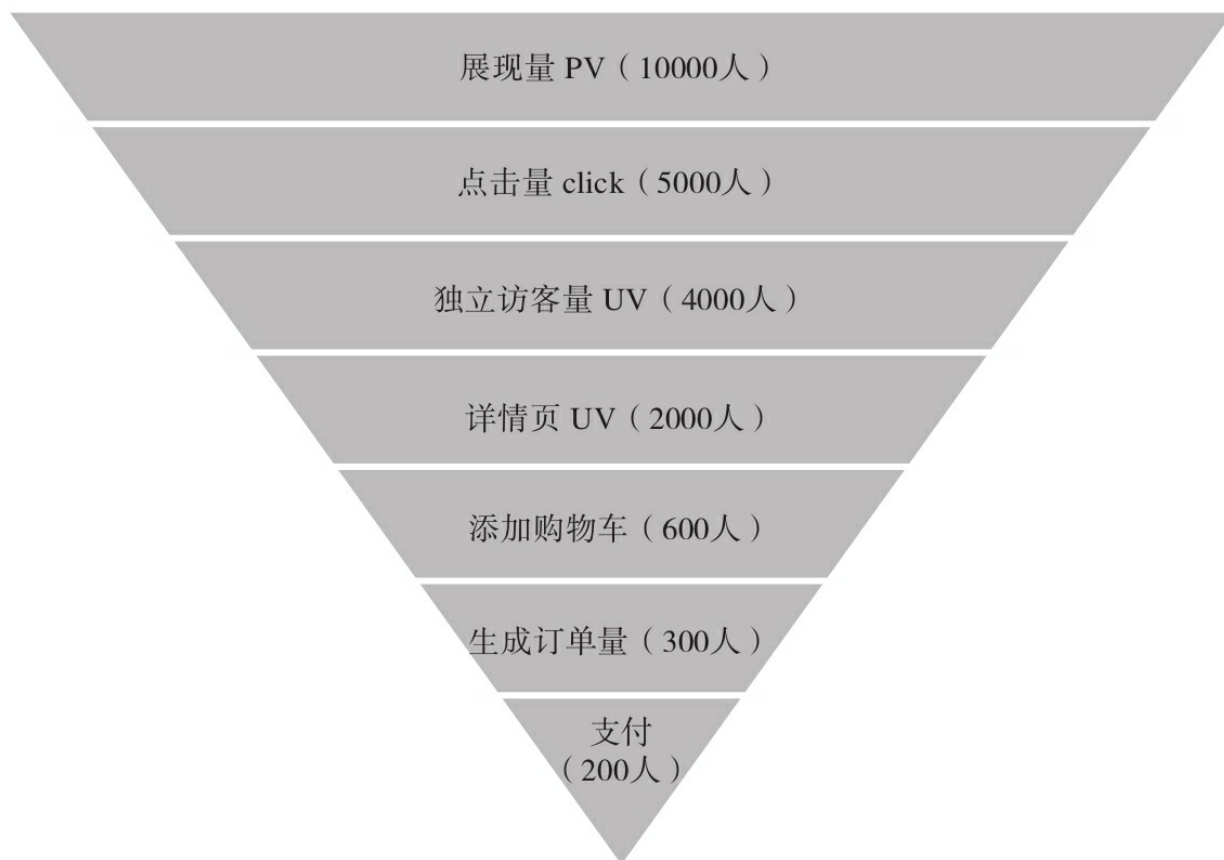 展现量 PV（10000人）
点击量 click（5000人）
独立访客量 UV（4000人）
详情页 UV（2000人）
添加购物车（600人）
生成订单量（300人）
支付
（200人）